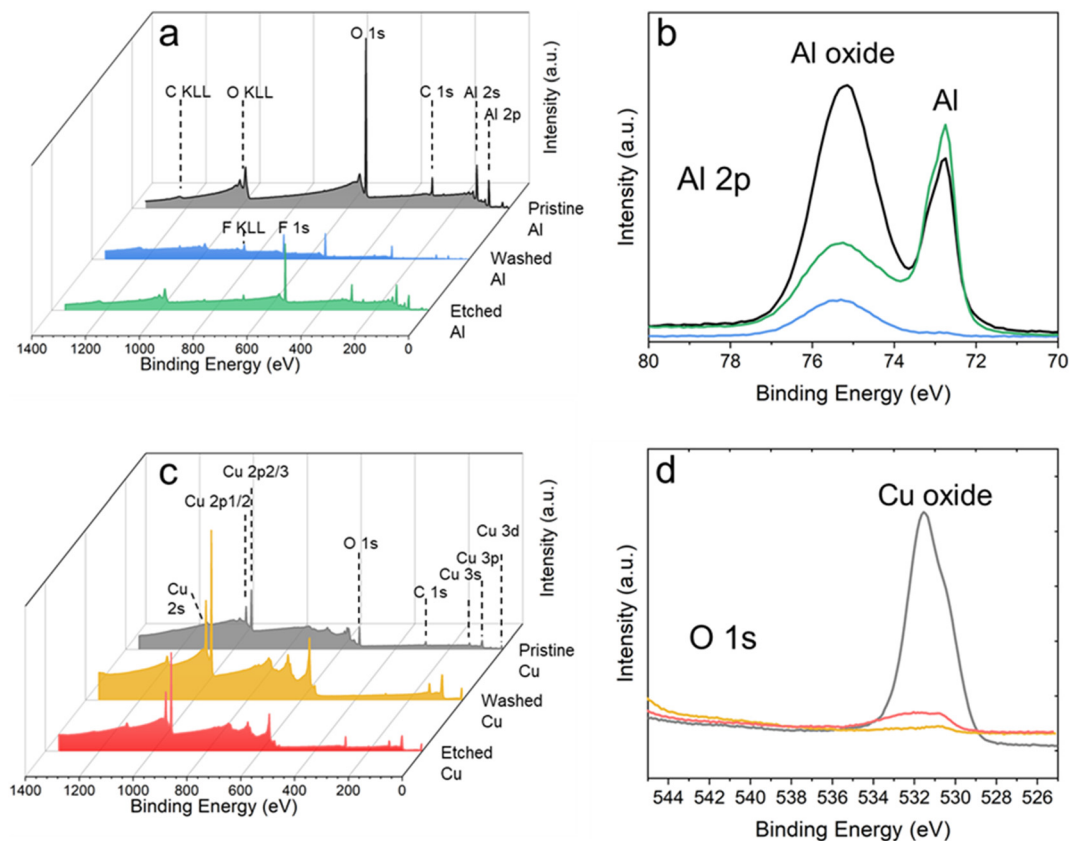 a
O 1s
C KLL
O KLL
C 1s
Al 2s
Al 2p
Intensity (a.u.)
Pristine
Al
F KLL
F 1s
Washed
Al
Etched
Al
1400 1200 1000 800 600 400 200 0
Binding Energy (eV)
b
Al oxide
Al
Al 2p
Intensity (a.u.)
80 78 76 74 72 70
Binding Energy (eV)
c
Cu 2p2/3
Cu 2p1/2
Cu
2s
O 1s
C 1s
Cu 3s
Cu 3p
Cu 3d
Intensity (a.u.)
Pristine
Cu
Washed
Cu
Etched
Cu
1400 1200 1000 800 600 400 200 0
Binding Energy (eV)
d
Cu oxide
O 1s
Intensity (a.u.)
544 542 540 538 536 534 532 530 528 526
Binding Energy (eV)